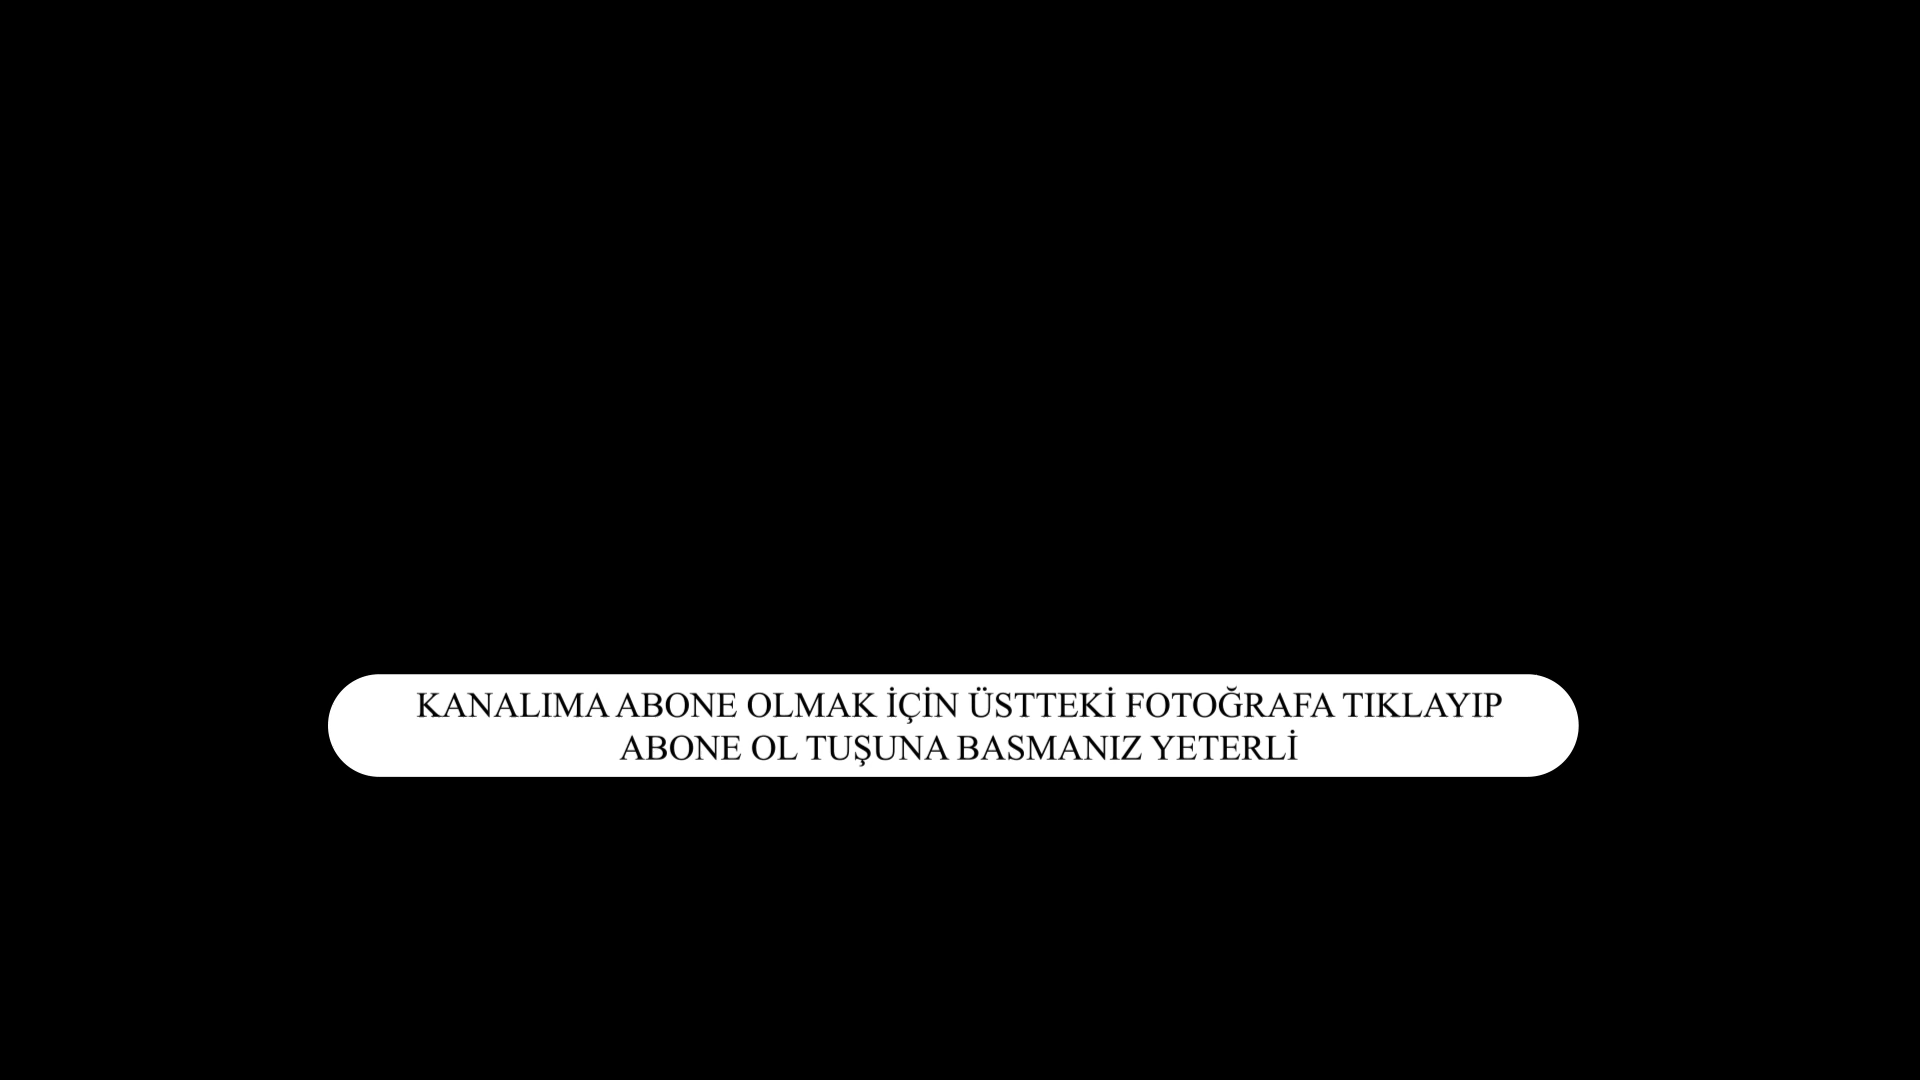 KANALIMA ABONE OLMAK İÇİN ÜSTTEKİ FOTOĞRAFA TIKLAYIP
ABONE OL TUŞUNA BASMANIZ YETERLİ